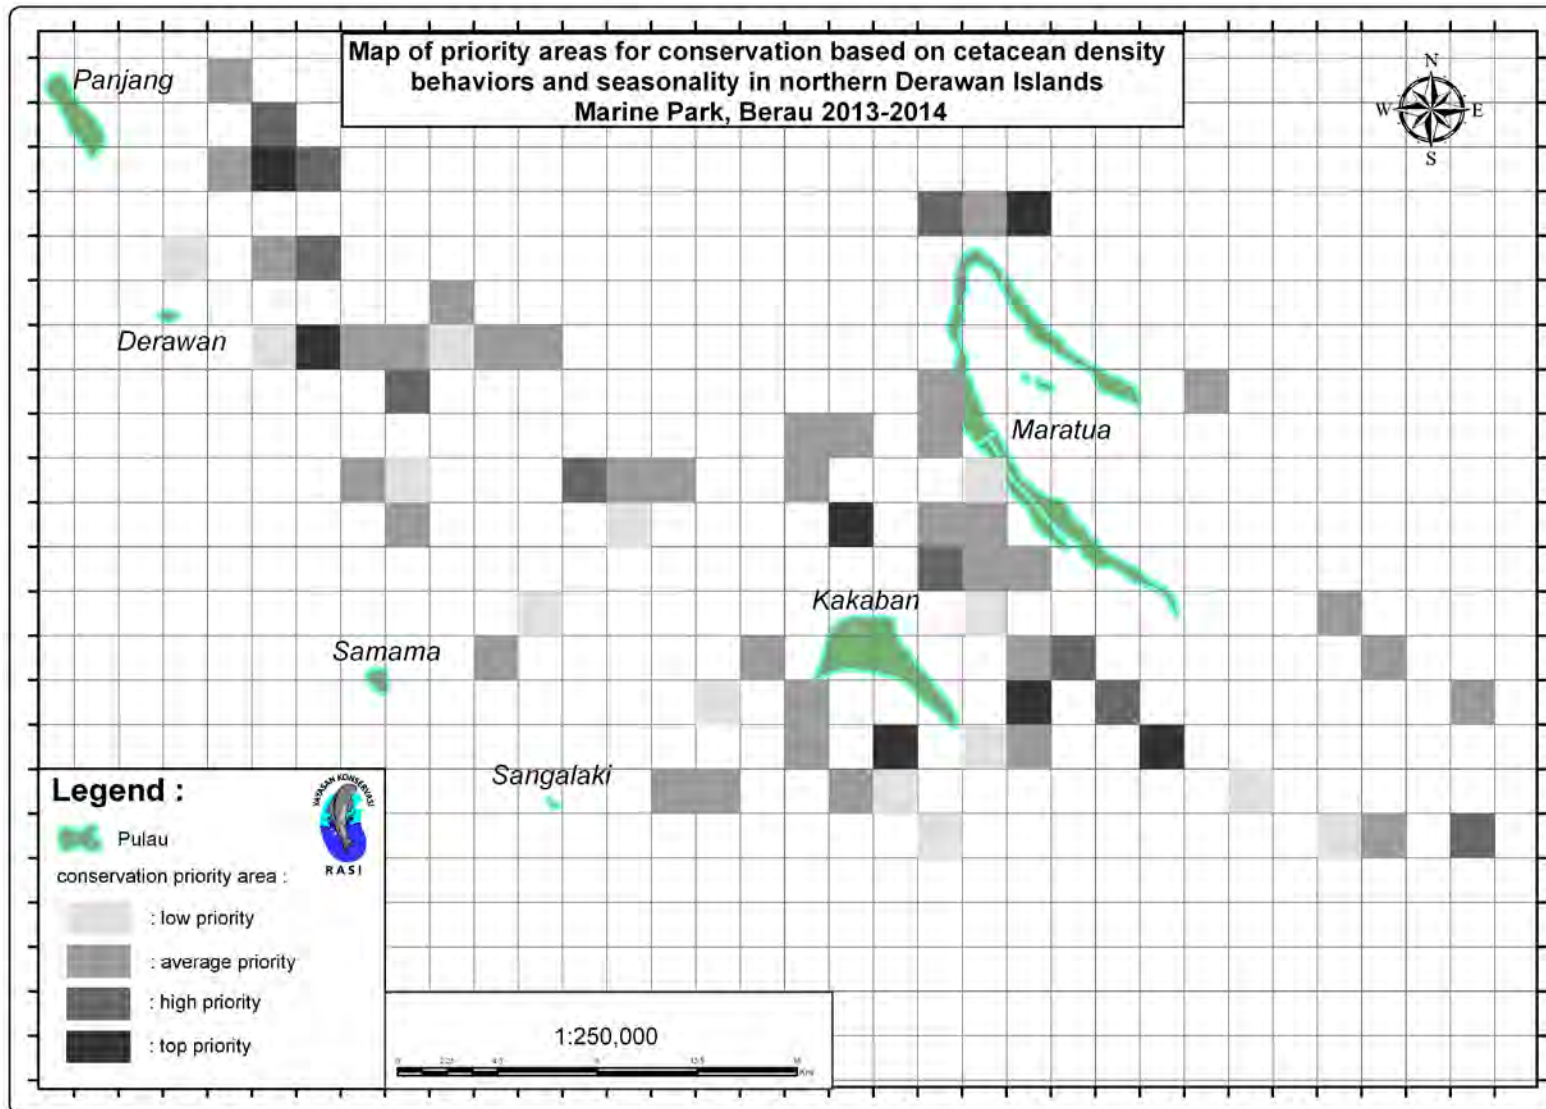 Map of priority areas for conservation based on cetacean density
behaviors and seasonality in northern Derawan Islands
Marine Park, Berau 2013-2014
N
W E
S
Panjang
Derawan
Maratua
Kakaban
Samama
Sangalaki
Legend :
YAYASAN KONSERVASI
RASI
Pulau
conservation priority area :
: low priority
: average priority
: high priority
: top priority
1:250,000